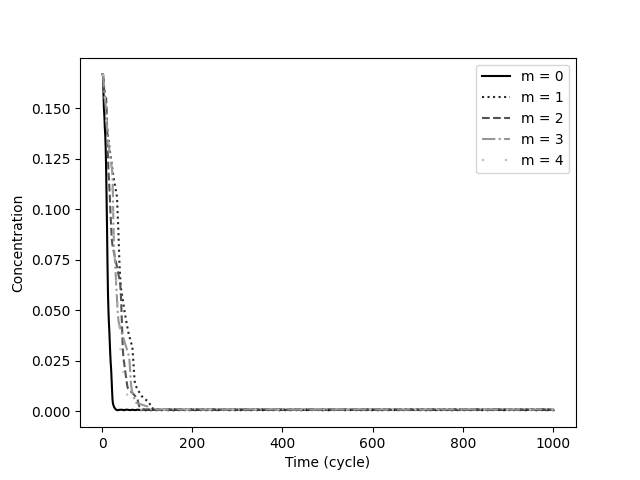 m = 0
m = 1
m = 2
m = 3
m = 4
0.150
0.125
0.100
0.075
0.050
0.025
0.000
Concentration
0 200 400 600 800 1000
Time (cycle)